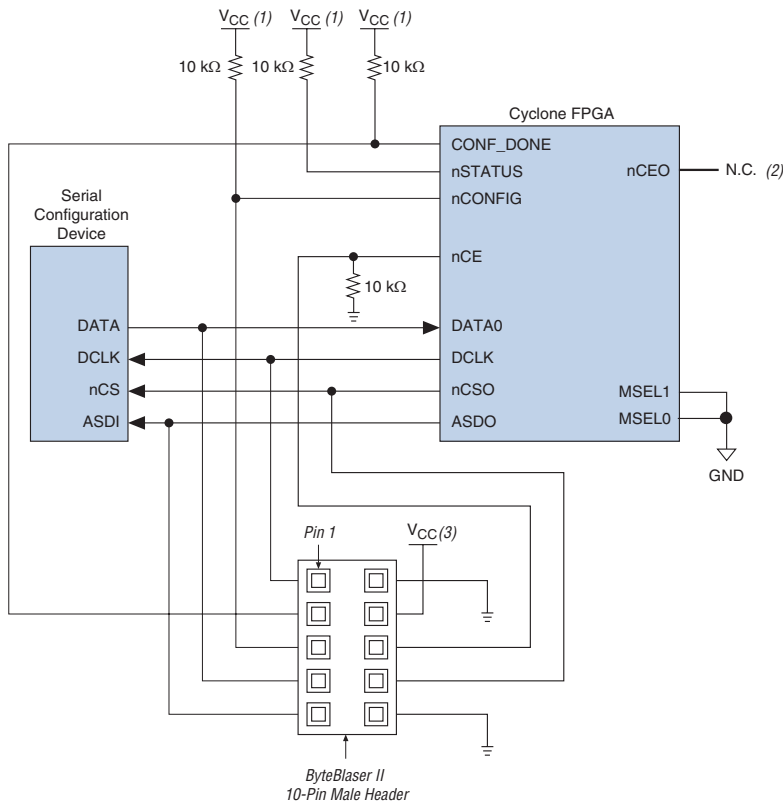 VCC (1) VCC (1) VCC (1)
10 kΩ 10 kΩ 10 kΩ
Cyclone FPGA
CONF_DONE
nSTATUS
nCONFIG
nCE
DATA0
DCLK
nCSO
ASDO
nCEO
N.C. (2)
MSEL1
MSEL0
GND
10 kΩ
Serial
Configuration
Device
DATA
DCLK
nCS
ASDI
Pin 1
VCC (3)
ByteBlaser II
10-Pin Male Header